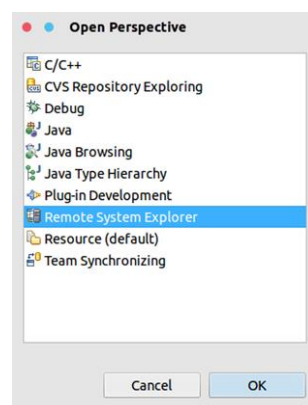 Open Perspective
C/C++
CVS Repository Exploring
Debug
Java
Java Browsing
Java Type Hierarchy
Plug-in Development
Remote System Explorer
Resource (default)
Team Synchronizing
Cancel OK